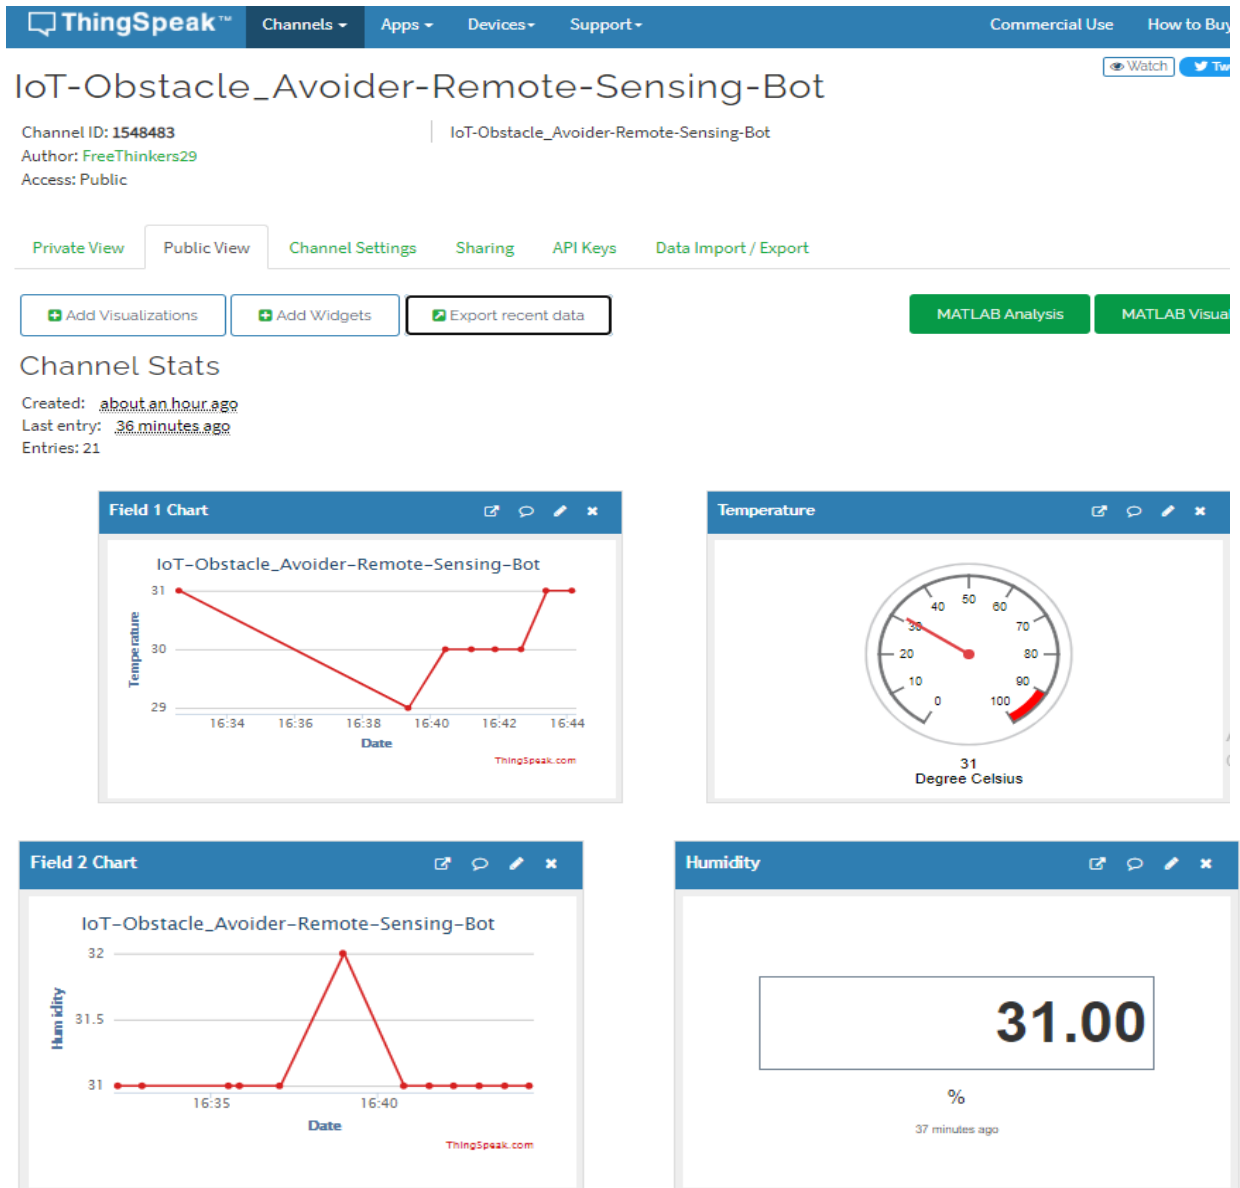 ThingSpeak™ Channels Apps Devices Support Commercial Use How to Buy
Watch
IoT-Obstacle_Avoider-Remote-Sensing-Bot
Channel ID: 1548483
IoT-Obstacle_Avoider-Remote-Sensing-Bot
Author: FreeThinkers29
Access: Public
Private View Public View Channel Settings Sharing API Keys Data Import / Export
Add Visualizations Add Widgets Export recent data MATLAB Analysis MATLAB Visual
Channel Stats
Created: about an hour ago
Last entry: 36 minutes ago
Entries: 21
Field 1 Chart
IoT-Obstacle_Avoider-Remote-Sensing-Bot
Temperature
31
30
29
16:34 16:36 16:38 16:40 16:42 16:44
Date
ThingSpeak.com
Temperature
0 10 20 30 40 50 60 70 80 90 100
31
Degree Celsius
Field 2 Chart
IoT-Obstacle_Avoider-Remote-Sensing-Bot
Humidity
32
31.5
31
16:35 16:40
Date
ThingSpeak.com
Humidity
31.00
%
37 minutes ago